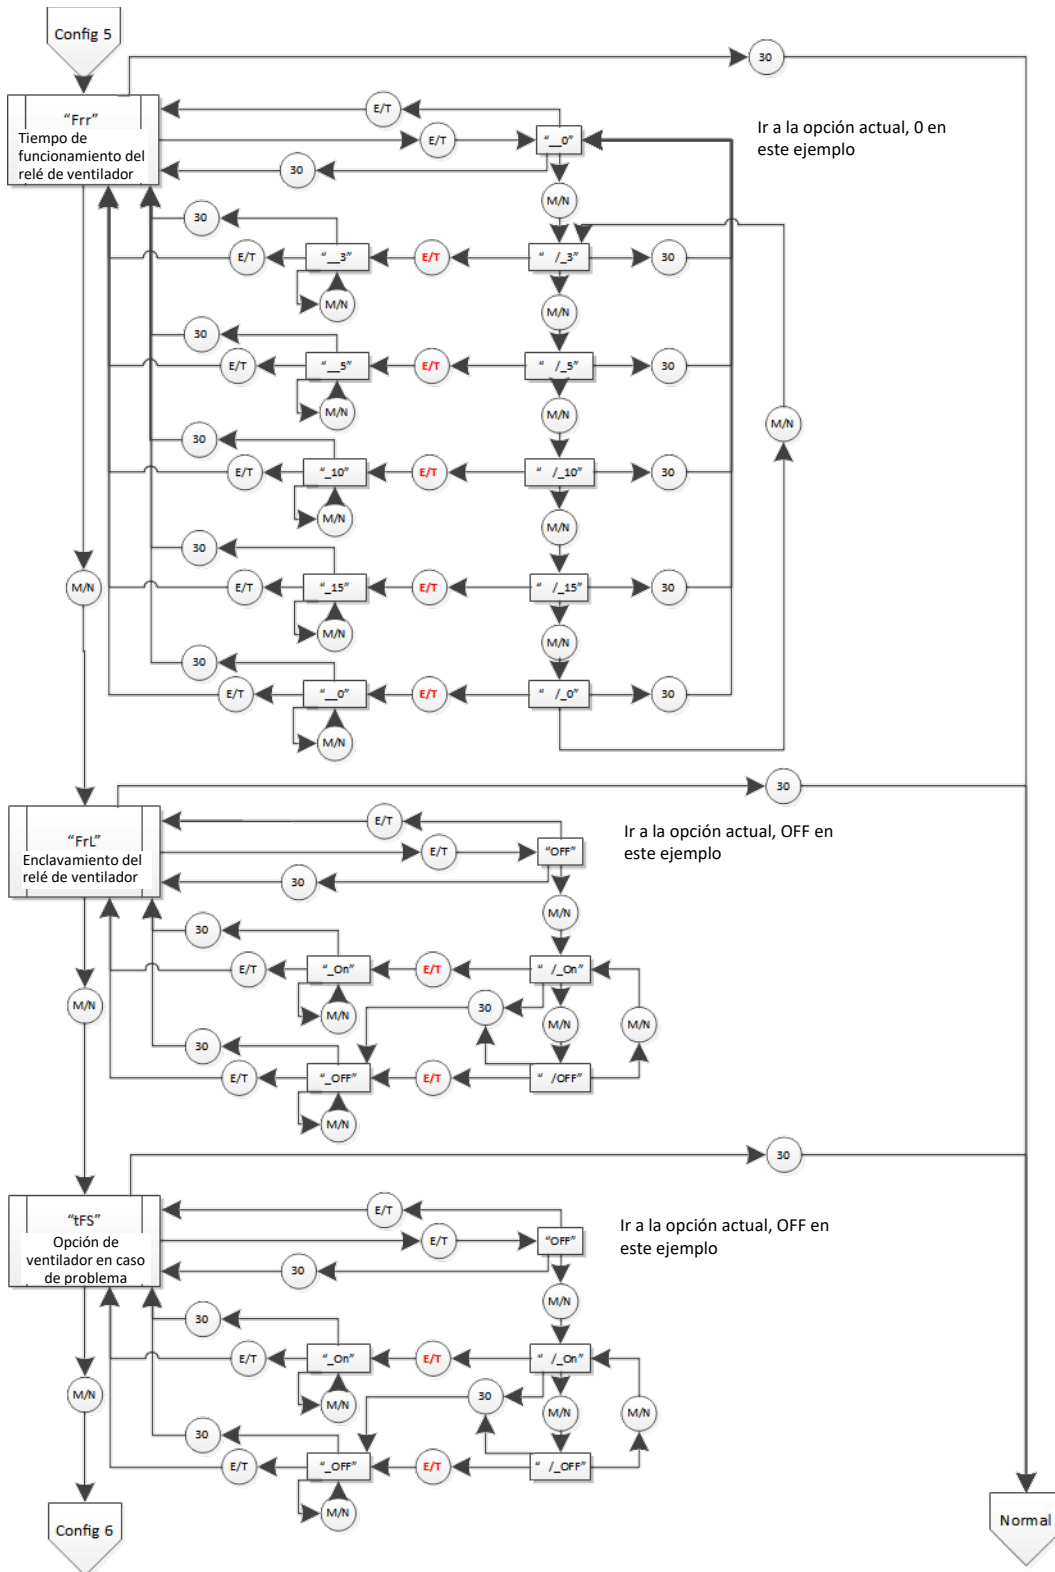 Config 5
30
“Frr”
Tiempo de
funcionamiento del
relé de ventilador
E/T
E/T
“__0”
30
Ir a la opción actual, 0 en
este ejemplo
M/N
30
E/T
“__3”
E/T
“ /_3”
30
M/N
M/N
30
E/T
“__5”
E/T
“ /_5”
30
M/N
M/N
M/N
30
E/T
“_10”
E/T
“ /_10”
30
M/N
M/N
30
M/N
E/T
“_15”
E/T
“ /_15”
30
M/N
M/N
30
E/T
“__0”
E/T
“ /_0”
30
M/N
30
“FrL”
Enclavamiento del
relé de ventilador
E/T
E/T
“OFF”
30
Ir a la opción actual, OFF en
este ejemplo
M/N
30
E/T
“_On”
E/T
“ /_On”
M/N
M/N
30
M/N
M/N
30
E/T
“_OFF”
E/T
“ /OFF”
M/N
30
“tFS”
Opción de
ventilador en caso
de problema
E/T
E/T
“OFF”
30
Ir a la opción actual, OFF en
este ejemplo
M/N
30
E/T
“_On”
E/T
“ /_On”
M/N
M/N
30
M/N
M/N
30
E/T
“_OFF”
E/T
“ /_OFF”
M/N
Config 6
Normal